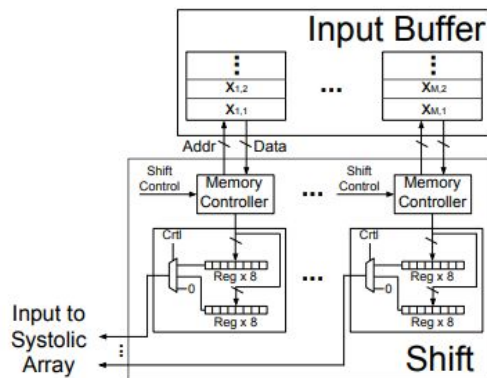 Input Buffer
X1,2
X1,1
...
XM,2
XM,1
Addr
Data
Shift
Control
Memory
Controller
...
Shift
Control
Memory
Controller
Crtl
Reg x 8
0
Reg x 8
...
Crtl
Reg x 8
0
Reg x 8
Input to
Systolic
Array
Shift